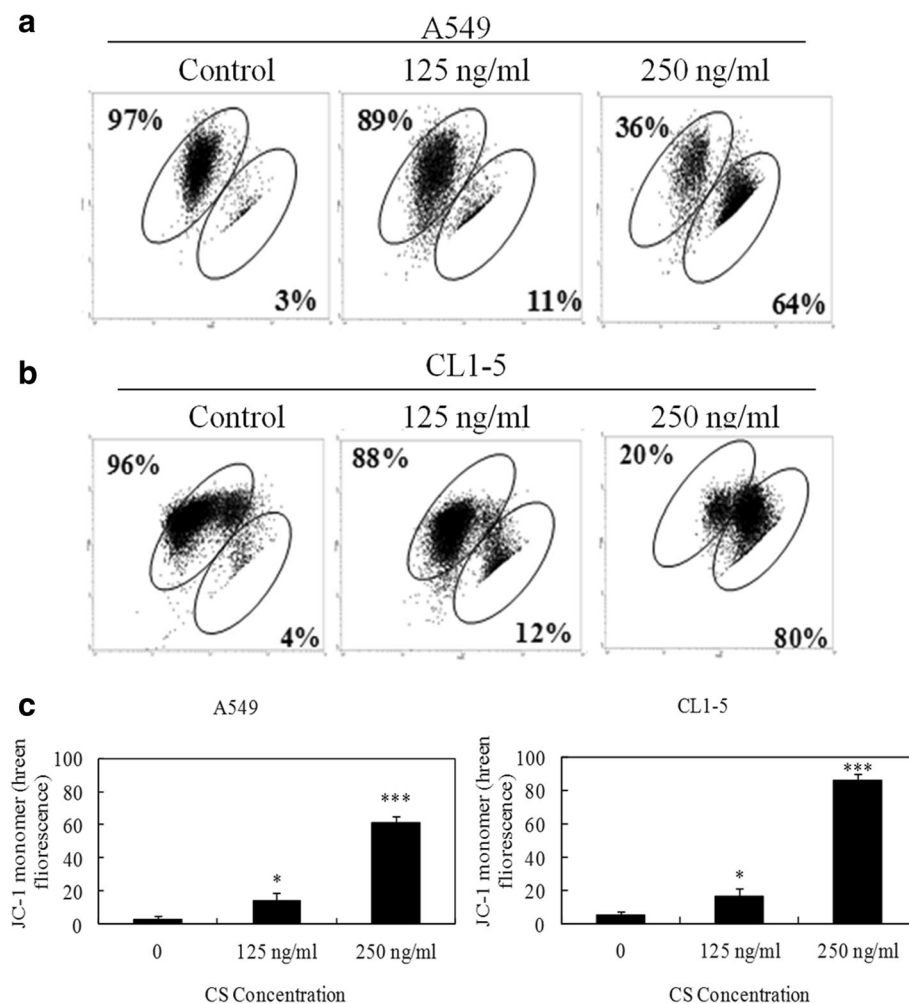 a
A549
Control 125 ng/ml 250 ng/ml
97% 89% 36%
3% 11% 64%
b
CL1-5
Control 125 ng/ml 250 ng/ml
96% 88% 20%
4% 12% 80%
c
A549
JC-1 monomer (hreen
fliorescence)
100
80
60
40
20
0
* ***
0 125 ng/ml 250 ng/ml
CS Concentration
CL1-5
JC-1 monomer (hreen
fliorescence)
100
80
60
40
20
0
* ***
0 125 ng/ml 250 ng/ml
CS Concentration